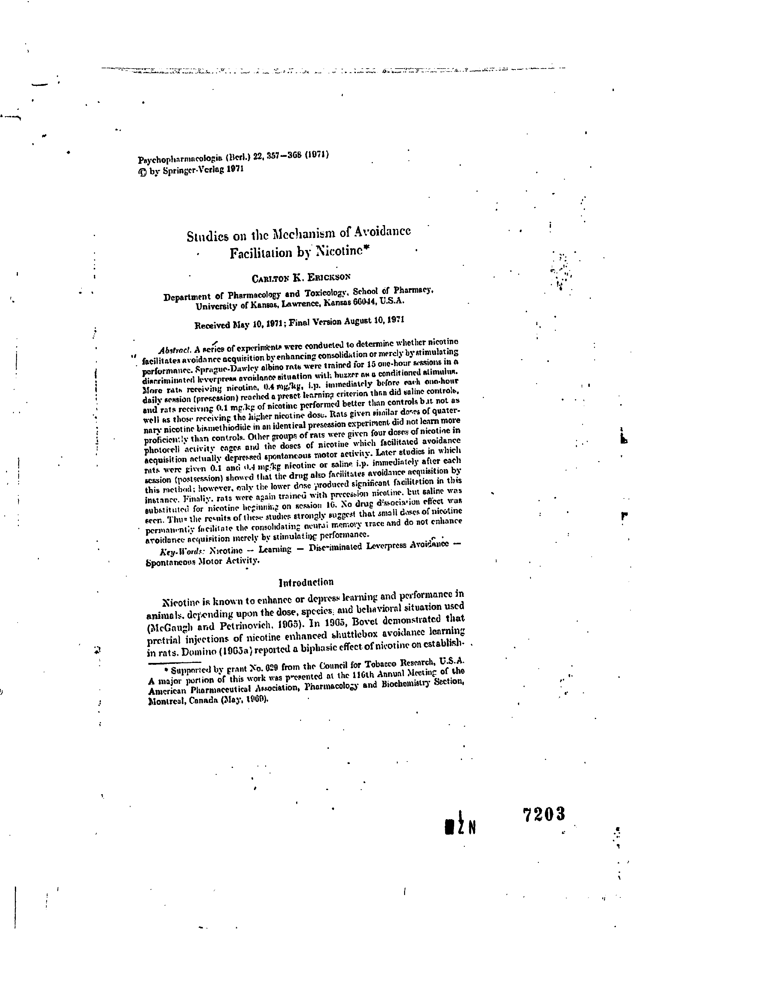 Psychopharmacologia (Berl.) 22, 357—368 (1971)
© by Springer-Verlag 1971
Studies on the Mechanism of Avoidance
Facilitation by Nicotine*
CARLTON K. ERICKSON
Department of Pharmacology and Toxicology, School of Pharmacy,
University of Kansas, Lawrence, Kansas 66044, U.S.A.
Received May 10, 1971; Final Version August 10, 1971
Abstract. A series of experiments were conducted to determine whether nicotine
facilitates avoidance acquisition by enhancing consolidation or merely by stimulating
performance. Sprague-Dawley albino rats were trained for 15 one-hour sessions in a
discriminated leverpress avoidance situation with buzzer as a conditioned stimulus.
More rats receiving nicotine, 0.4 mg/kg, i.p. immediately before each one-hour
daily session (presession) reached a preset learning criterion than did saline controls,
and rats receiving 0.1 mg/kg of nicotine performed better than controls but not as
well as those receiving the higher nicotine dose. Rats given similar doses of quater-
nary nicotine bismethiodide in an identical presession experiment did not learn more
proficiently than controls. Other groups of rats were given four doses of nicotine in
photocell activity cages and the doses of nicotine which facilitated avoidance
acquisition actually depressed spontaneous motor activity. Later studies in which
rats were given 0.1 and 0.4 mg/kg nicotine or saline i.p. immediately after each
session (postsession) showed that the drug also facilitates avoidance acquisition by
this method; however, only the lower dose produced significant facilitation in this
instance. Finally, rats were again trained with presession nicotine, but saline was
substituted for nicotine beginning on session 16. No drug dissociation effect was
seen. Thus the results of these studies strongly suggest that small doses of nicotine
permanently facilitate the consolidating neural memory trace and do not enhance
avoidance acquisition merely by stimulating performance.
Key-Words: Nicotine — Learning — Discriminated Leverpress Avoidance —
Spontaneous Motor Activity.
Introduction
Nicotine is known to enhance or depress learning and performance in
animals, depending upon the dose, species, and behavioral situation used
(McGaugh and Petrinovich, 1965). In 1965, Bovet demonstrated that
pretrial injections of nicotine enhanced shuttlebox avoidance learning
in rats. Domino (1965a) reported a biphasic effect of nicotine on establish-
* Supported by grant No. 629 from the Council for Tobacco Research, U.S.A.
A major portion of this work was presented at the 116th Annual Meeting of the
American Pharmaceutical Association, Pharmacology and Biochemistry Section,
Montreal, Canada (May, 1969).
7203
N